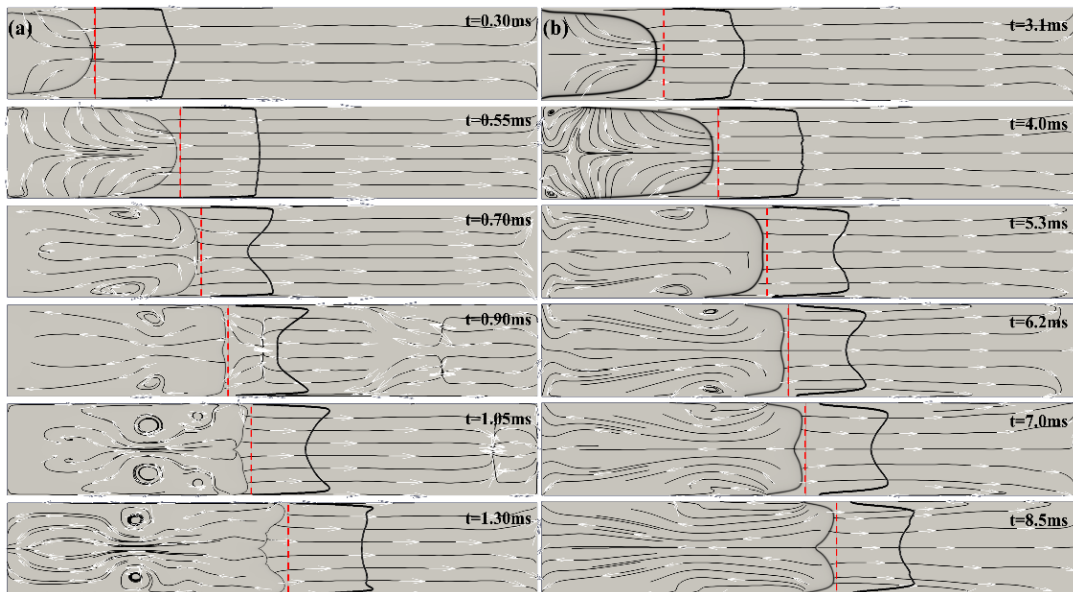 (a)
t=0.30ms
t=0.55ms
t=0.70ms
t=0.90ms
t=1.05ms
t=1.30ms
(b)
t=3.1ms
t=4.0ms
t=5.3ms
t=6.2ms
t=7.0ms
t=8.5ms